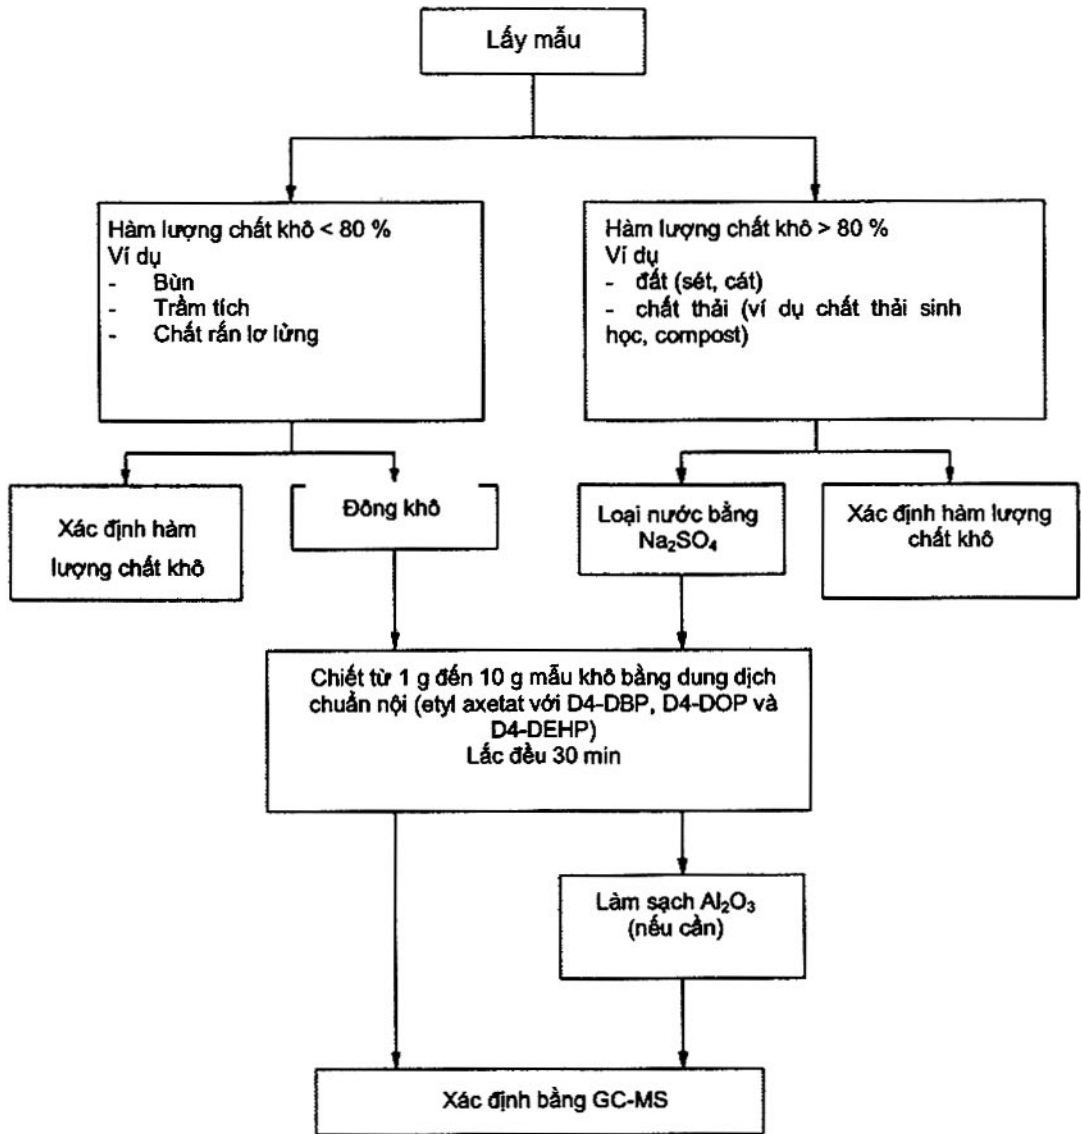 Lấy mẫu
Hàm lượng chất khô < 80 %
Ví dụ
- Bùn
- Trầm tích
- Chất rắn lơ lửng
Hàm lượng chất khô > 80 %
Ví dụ
- đất (sét, cát)
- chất thải (ví dụ chất thải sinh
học, compost)
Xác định hàm
lượng chất khô
Đông khô
Loại nước bằng
Na₂SO₄
Xác định hàm lượng
chất khô
Chiết từ 1 g đến 10 g mẫu khô bằng dung dịch
chuẩn nội (etyl axetat với D4-DBP, D4-DOP và
D4-DEHP)
Lắc đều 30 min
Làm sạch Al₂O₃
(nếu cần)
Xác định bằng GC-MS